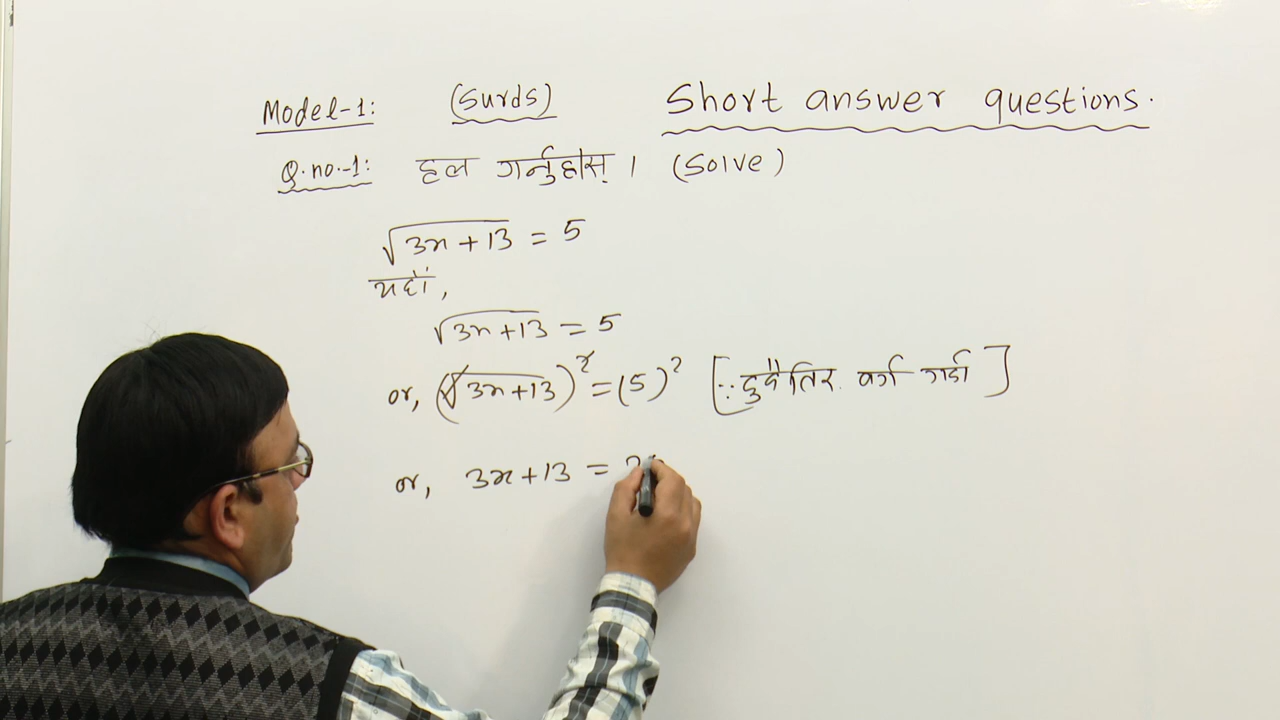 Model-1: (Surds) Short answer questions.
Q.no.-1: हल गर्नुहोस् । (Solve)
√3x+13 = 5
यहाँ,
√3x+13 = 5
or, (√3x+13)² = (5)² [∵ दुवैतिर वर्ग गर्दा]
or, 3x+13 =